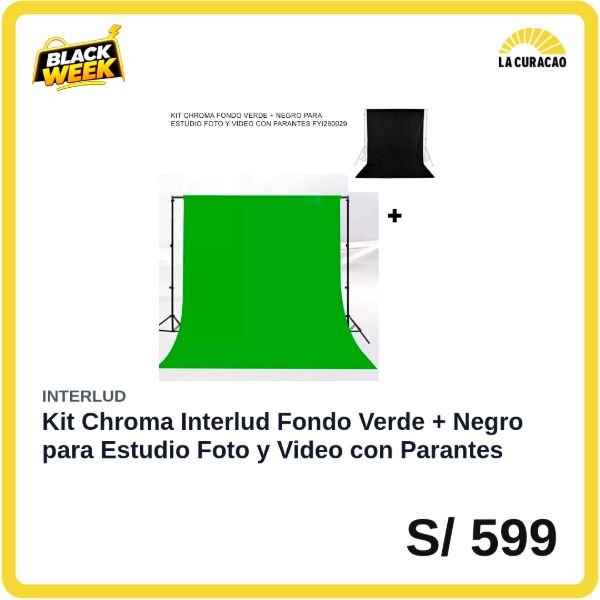 BLACK
WEEK
LA CURACAO
KIT CHROMA FONDO VERDE + NEGRO PARA
ESTUDIO FOTO Y VIDEO CON PARANTES FYI260029
+
INTERLUD
Kit Chroma Interlud Fondo Verde + Negro
para Estudio Foto y Video con Parantes
S/ 599